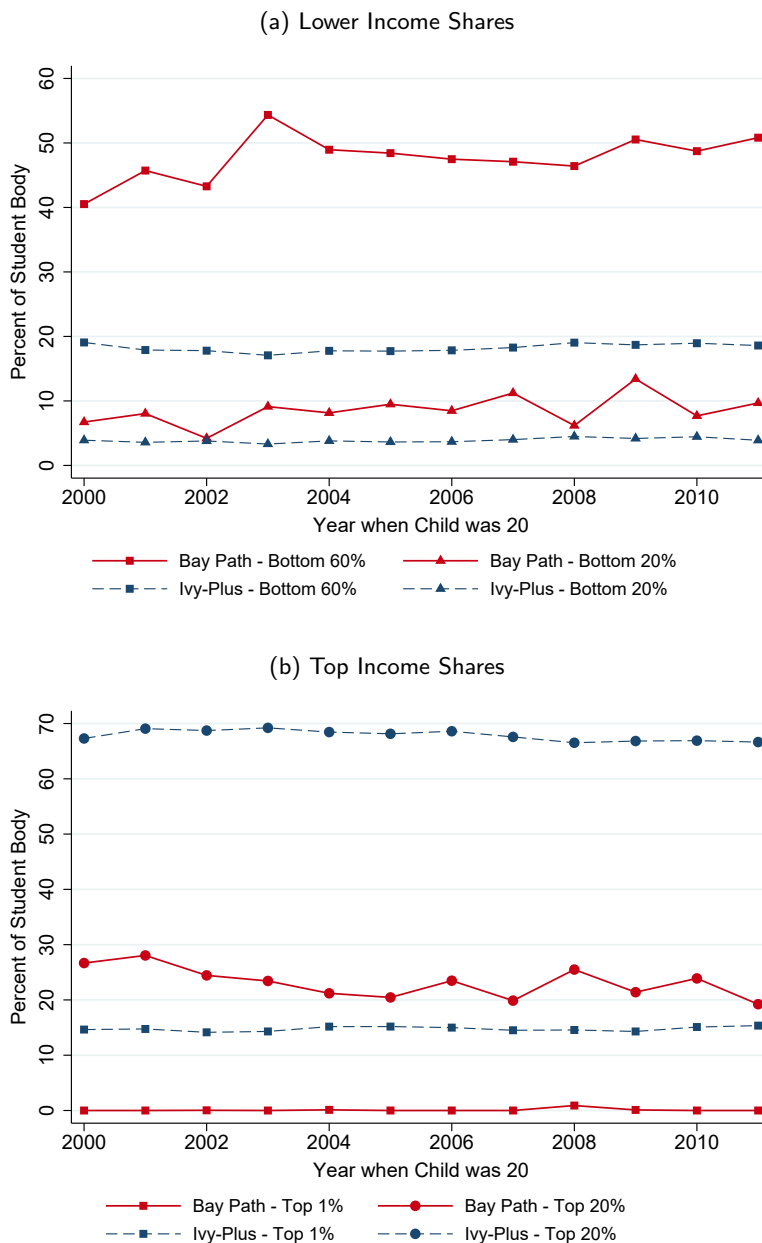 (a) Lower Income Shares
60
50
40
30
20
10
0
Percent of Student Body
2000 2002 2004 2006 2008 2010
Year when Child was 20
Bay Path - Bottom 60% Bay Path - Bottom 20%
Ivy-Plus - Bottom 60% Ivy-Plus - Bottom 20%
(b) Top Income Shares
70
60
50
40
30
20
10
0
Percent of Student Body
2000 2002 2004 2006 2008 2010
Year when Child was 20
Bay Path - Top 1% Bay Path - Top 20%
Ivy-Plus - Top 1% Ivy-Plus - Top 20%